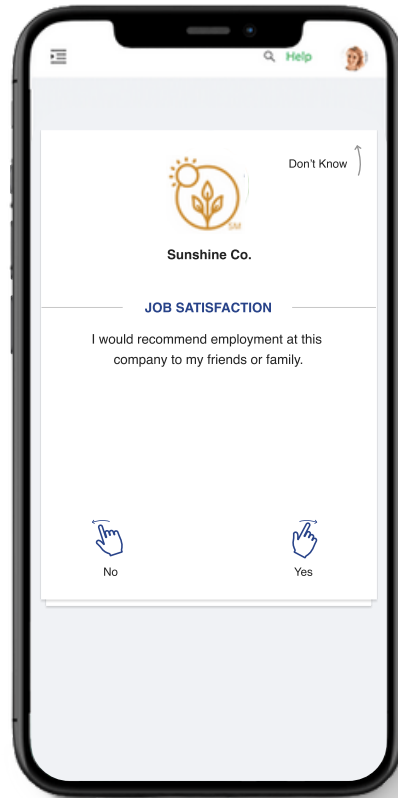 Help
Don't Know
SM
Sunshine Co.
JOB SATISFACTION
I would recommend employment at this
company to my friends or family.
No
Yes